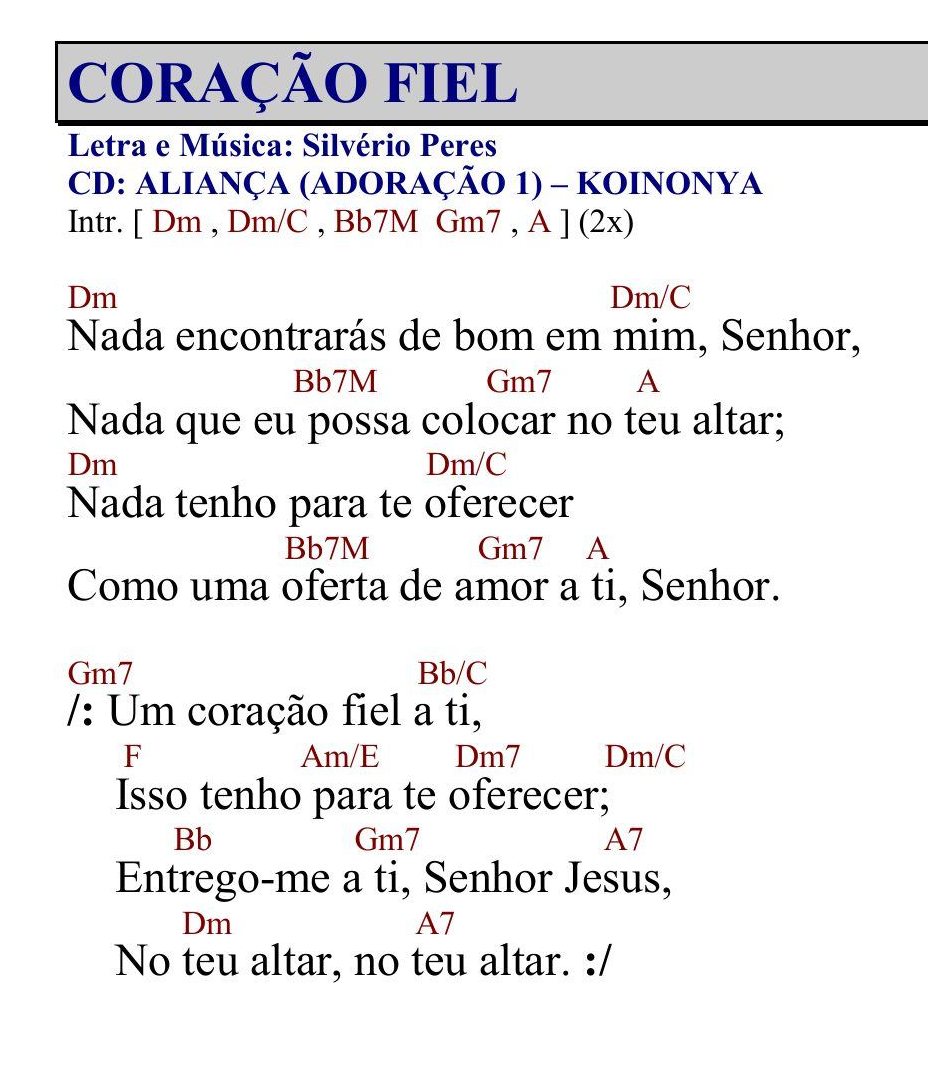 CORAÇÃO FIEL
Letra e Música: Silvério Peres
CD: ALIANÇA (ADORAÇÃO 1) – KOINONYA
Intr. [ Dm , Dm/C , Bb7M Gm7 , A ] (2x)
Dm Dm/C
Nada encontrarás de bom em mim, Senhor,
Bb7M Gm7 A
Nada que eu possa colocar no teu altar;
Dm Dm/C
Nada tenho para te oferecer
Bb7M Gm7 A
Como uma oferta de amor a ti, Senhor.
Gm7 Bb/C
/: Um coração fiel a ti,
F Am/E Dm7 Dm/C
Isso tenho para te oferecer;
Bb Gm7 A7
Entrego-me a ti, Senhor Jesus,
Dm A7
No teu altar, no teu altar. :/